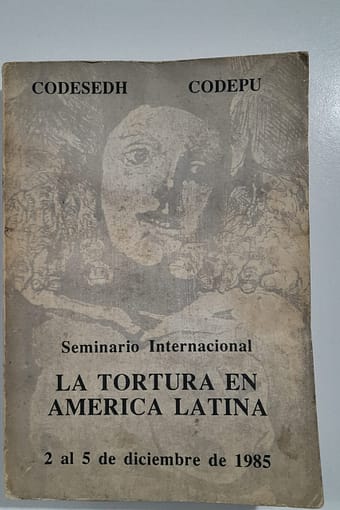 CODESEDH CODEPU
Seminario Internacional
LA TORTURA EN
AMERICA LATINA
2 al 5 de diciembre de 1985